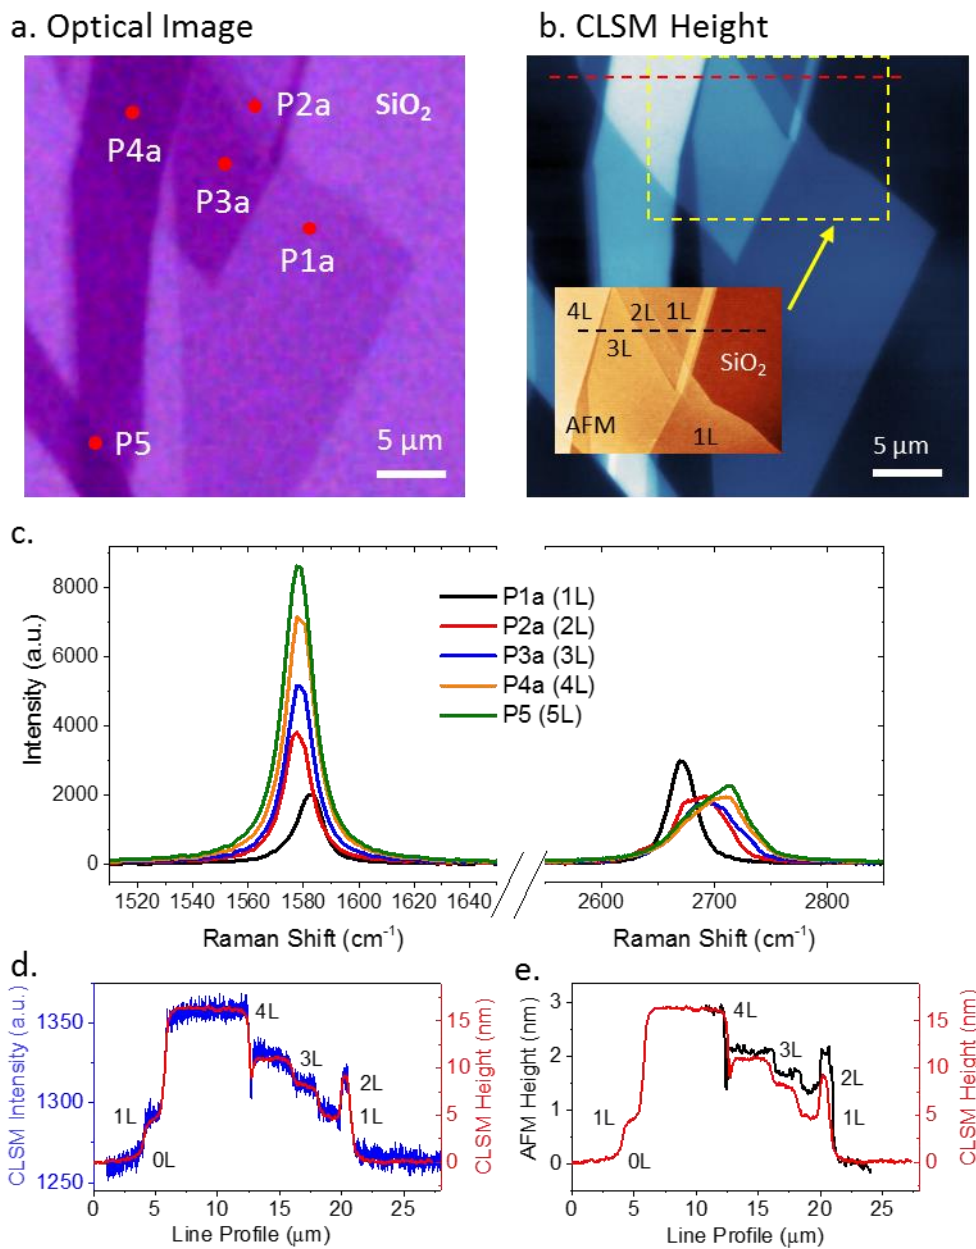 a. Optical Image
P2a
SiO₂
P4a
P3a
P1a
P5
5 µm
b. CLSM Height
4L
2L
1L
3L
SiO₂
AFM
1L
5 µm
c.
8000
6000
4000
2000
0
Intensity (a.u.)
P1a (1L)
P2a (2L)
P3a (3L)
P4a (4L)
P5 (5L)
1520 1540 1560 1580 1600 1620 1640
2600 2700 2800
Raman Shift (cm⁻¹)
Raman Shift (cm⁻¹)
d.
CLSM Intensity (a.u.)
1350
1300
1250
4L
3L
2L
1L
1L
0L
15
10
5
0
CLSM Height (nm)
0 5 10 15 20 25
Line Profile (µm)
e.
AFM Height (nm)
3
2
1
0
4L
3L
2L
1L
1L
0L
15
10
5
0
CLSM Height (nm)
0 5 10 15 20 25
Line Profile (µm)